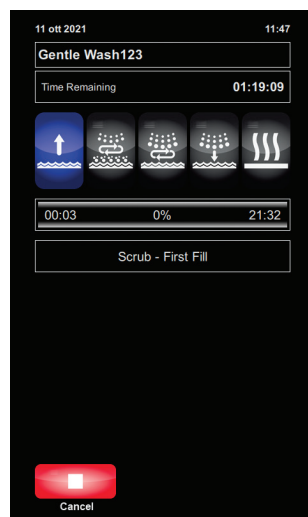 11 ott 2021 11:47
Gentle Wash123
Time Remaining 01:19:09
00:03 0% 21:32
Scrub - First Fill
Cancel